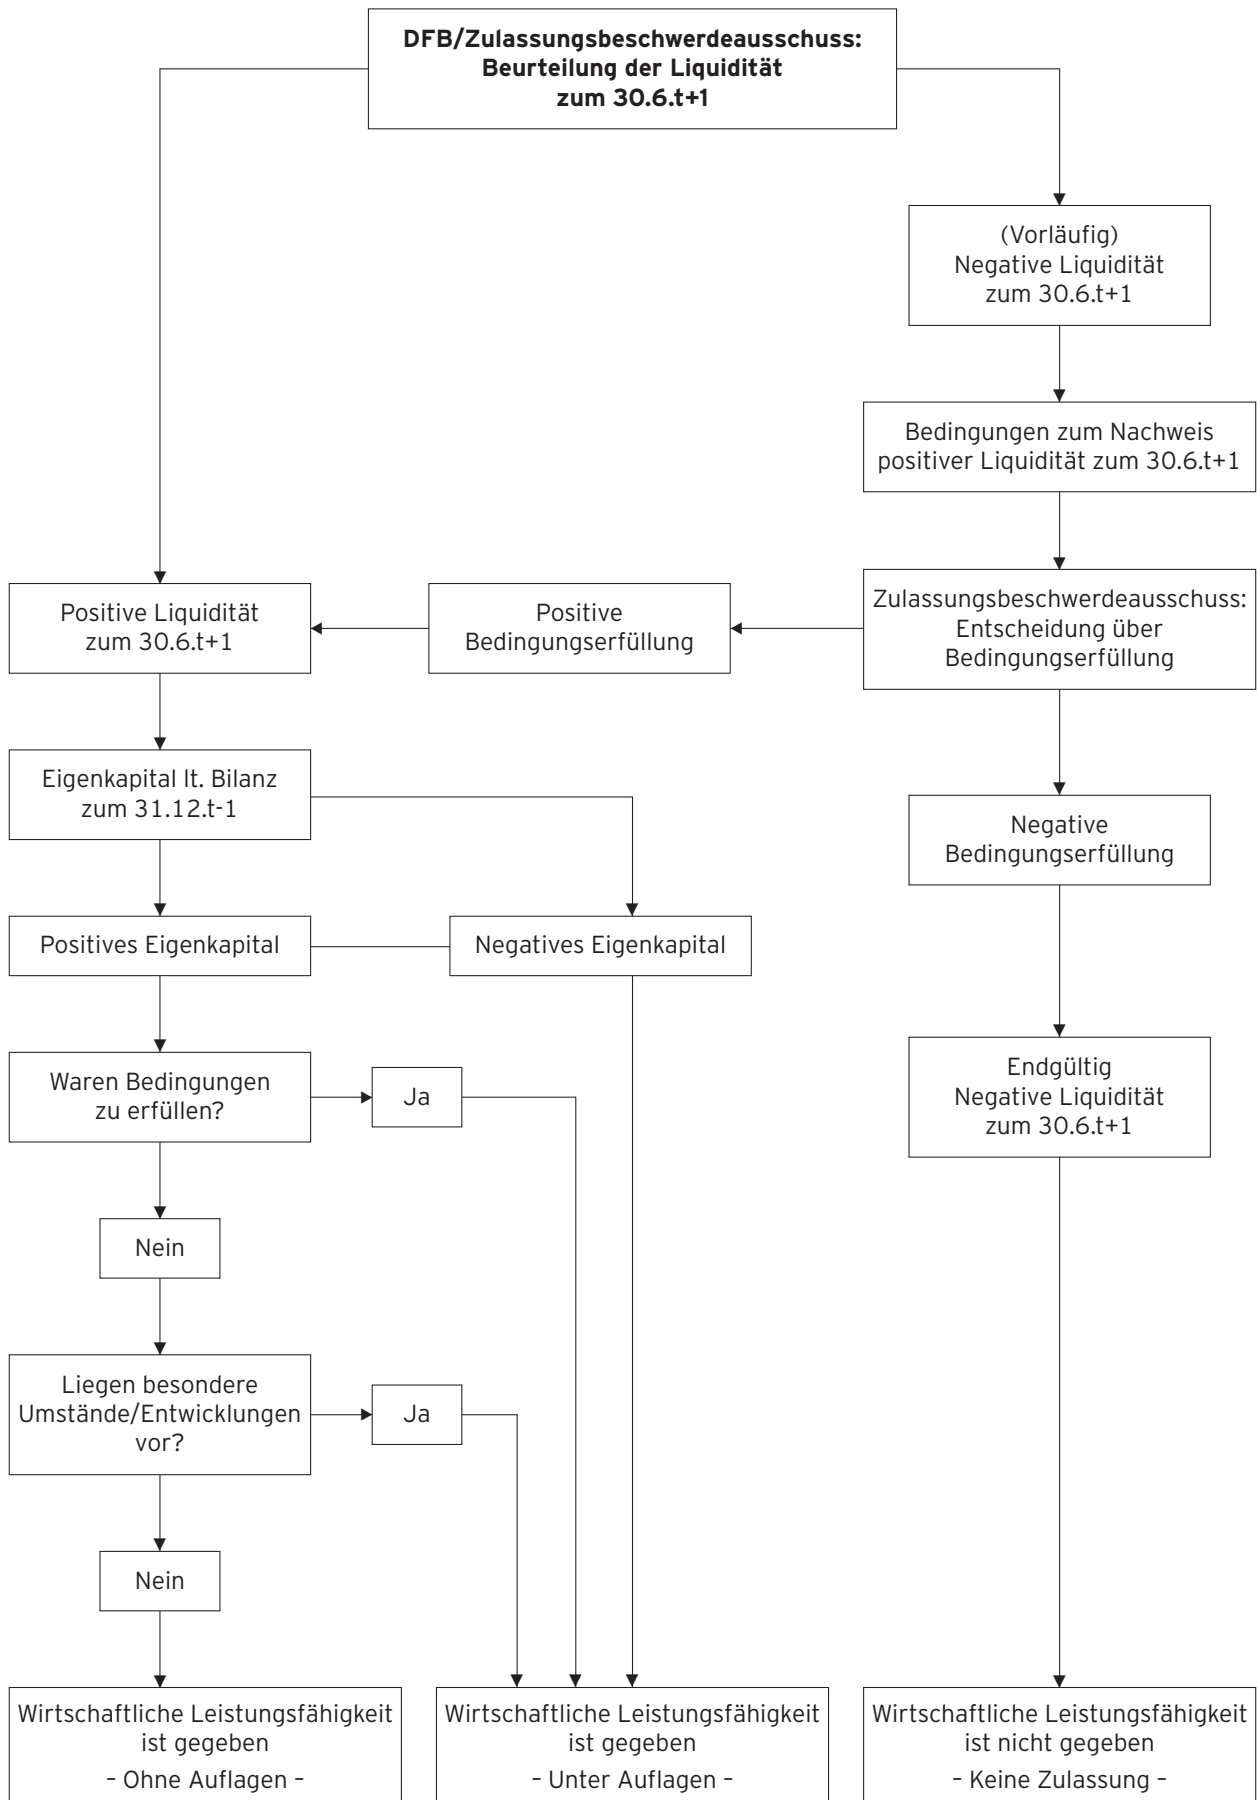 DFB/Zulassungsbeschwerdeausschuss:
Beurteilung der Liquidität
zum 30.6.t+1
(Vorläufig)
Negative Liquidität
zum 30.6.t+1
Bedingungen zum Nachweis
positiver Liquidität zum 30.6.t+1
Positive Liquidität
zum 30.6.t+1
Positive
Bedingungserfüllung
Zulassungsbeschwerdeausschuss:
Entscheidung über
Bedingungserfüllung
Eigenkapital lt. Bilanz
zum 31.12.t-1
Negative
Bedingungserfüllung
Positives Eigenkapital
Negatives Eigenkapital
Waren Bedingungen
zu erfüllen?
Ja
Endgültig
Negative Liquidität
zum 30.6.t+1
Nein
Liegen besondere
Umstände/Entwicklungen
vor?
Ja
Nein
Wirtschaftliche Leistungsfähigkeit
ist gegeben
– Ohne Auflagen –
Wirtschaftliche Leistungsfähigkeit
ist gegeben
– Unter Auflagen –
Wirtschaftliche Leistungsfähigkeit
ist nicht gegeben
– Keine Zulassung –